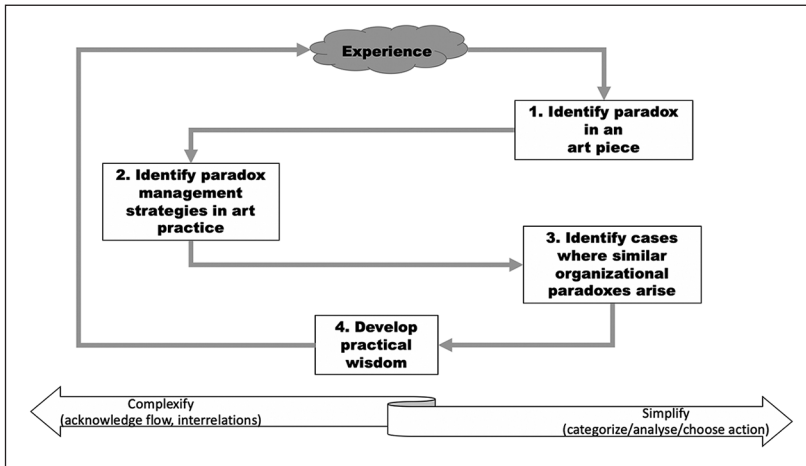 Experience
1. Identify paradox
in an
art piece
2. Identify paradox
management
strategies in art
practice
3. Identify cases
where similar
organizational
paradoxes arise
4. Develop
practical
wisdom
Complexify
(acknowledge flow, interrelations)
Simplify
(categorize/analyse/choose action)